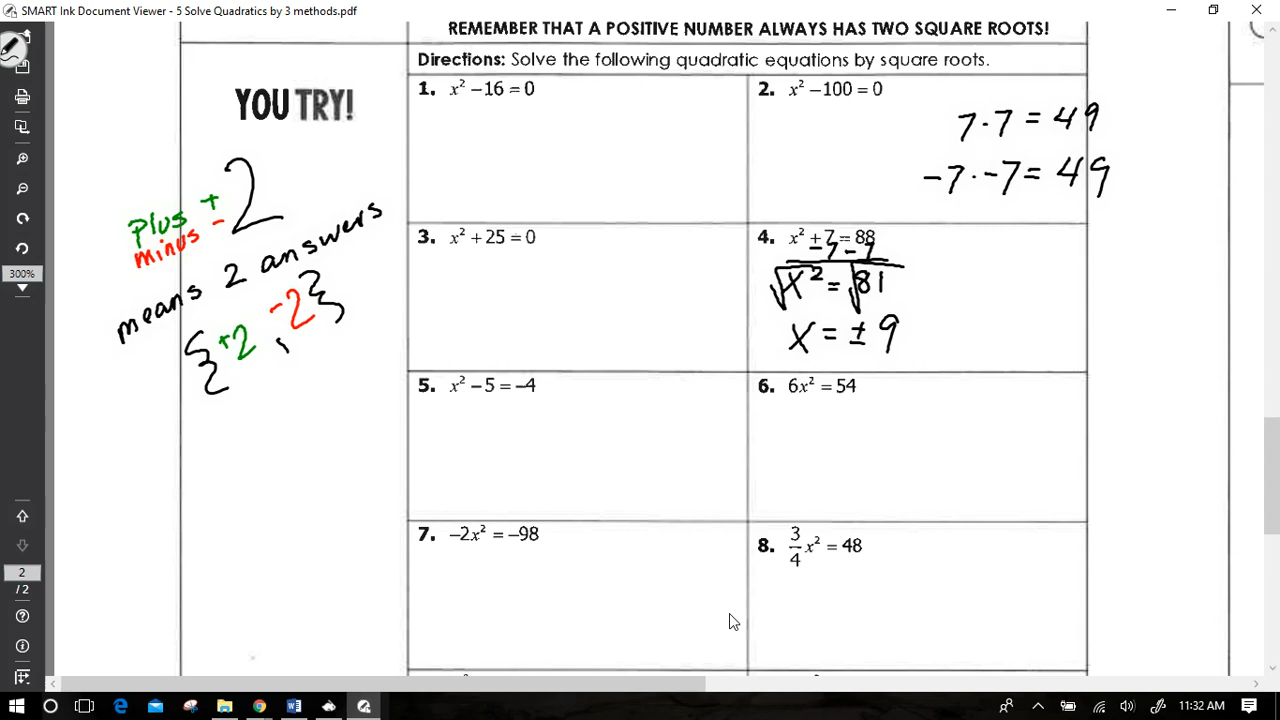 SMART Ink Document Viewer - 5 Solve Quadratics by 3 methods.pdf
REMEMBER THAT A POSITIVE NUMBER ALWAYS HAS TWO SQUARE ROOTS!
Directions: Solve the following quadratic equations by square roots.
YOU TRY!
plus + 2
minus −
means 2 answers
{+2, -2}
1. x² − 16 = 0
2. x² − 100 = 0
7 · 7 = 49
-7 · -7 = 49
3. x² + 25 = 0
4. x² + 7 = 88
-7 -7
√x² = √81
x = ± 9
5. x² − 5 = −4
6. 6x² = 54
7. −2x² = −98
8. 3/4 x² = 48
300%
2
/ 2
11:32 AM